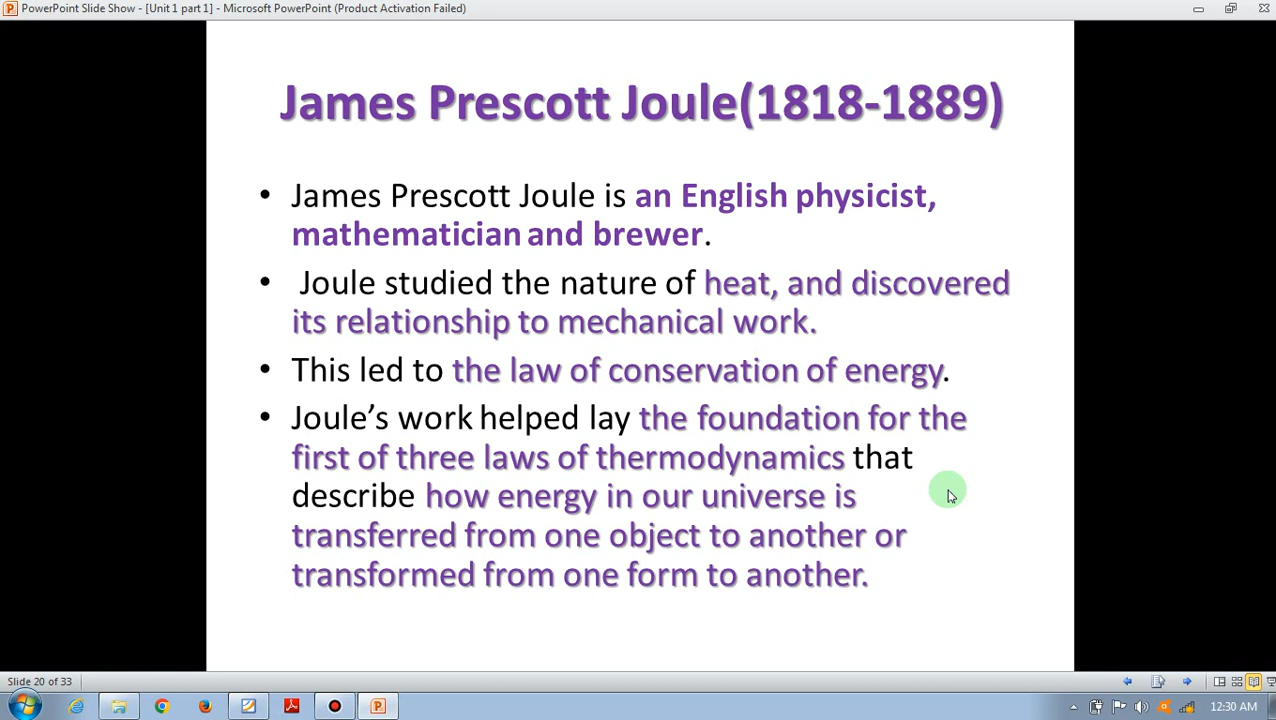 PowerPoint Slide Show - [Unit 1 part 1] - Microsoft PowerPoint (Product Activation Failed)
James Prescott Joule(1818-1889)
• James Prescott Joule is an English physicist,
mathematician and brewer.
• Joule studied the nature of heat, and discovered
its relationship to mechanical work.
• This led to the law of conservation of energy.
• Joule’s work helped lay the foundation for the
first of three laws of thermodynamics that
describe how energy in our universe is
transferred from one object to another or
transformed from one form to another.
Slide 20 of 33
12:30 AM